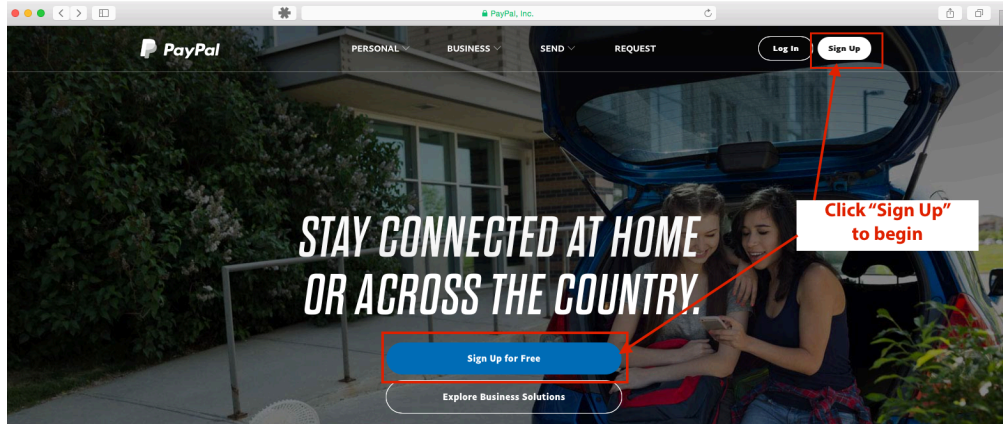 PayPal, Inc.
PayPal
PERSONAL
BUSINESS
SEND
REQUEST
Log In
Sign Up
Click “Sign Up”
to begin
STAY CONNECTED AT HOME
OR ACROSS THE COUNTRY.
Sign Up for Free
Explore Business Solutions